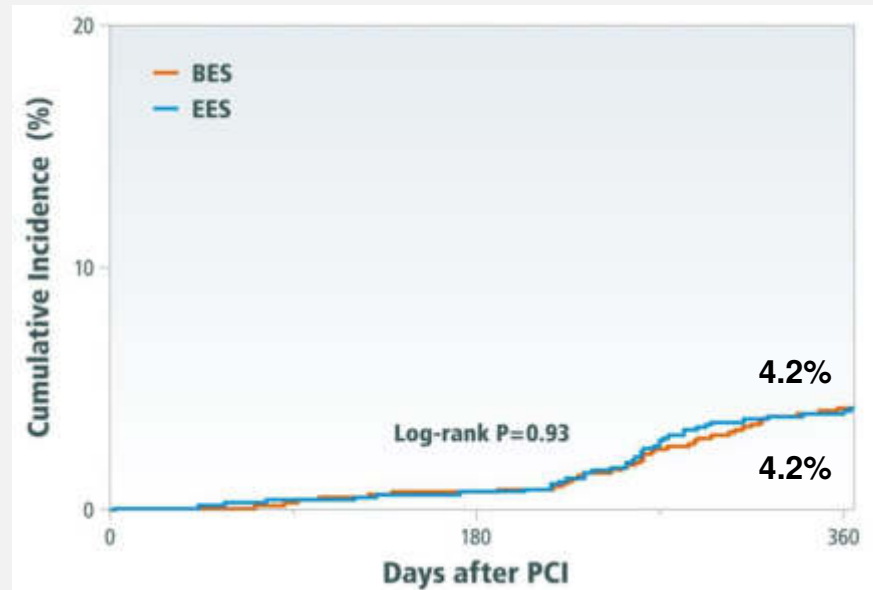 20
BES
EES
Cumulative Incidence (%)
10
4.2%
Log-rank P=0.93
4.2%
0
0 180 360
Days after PCI